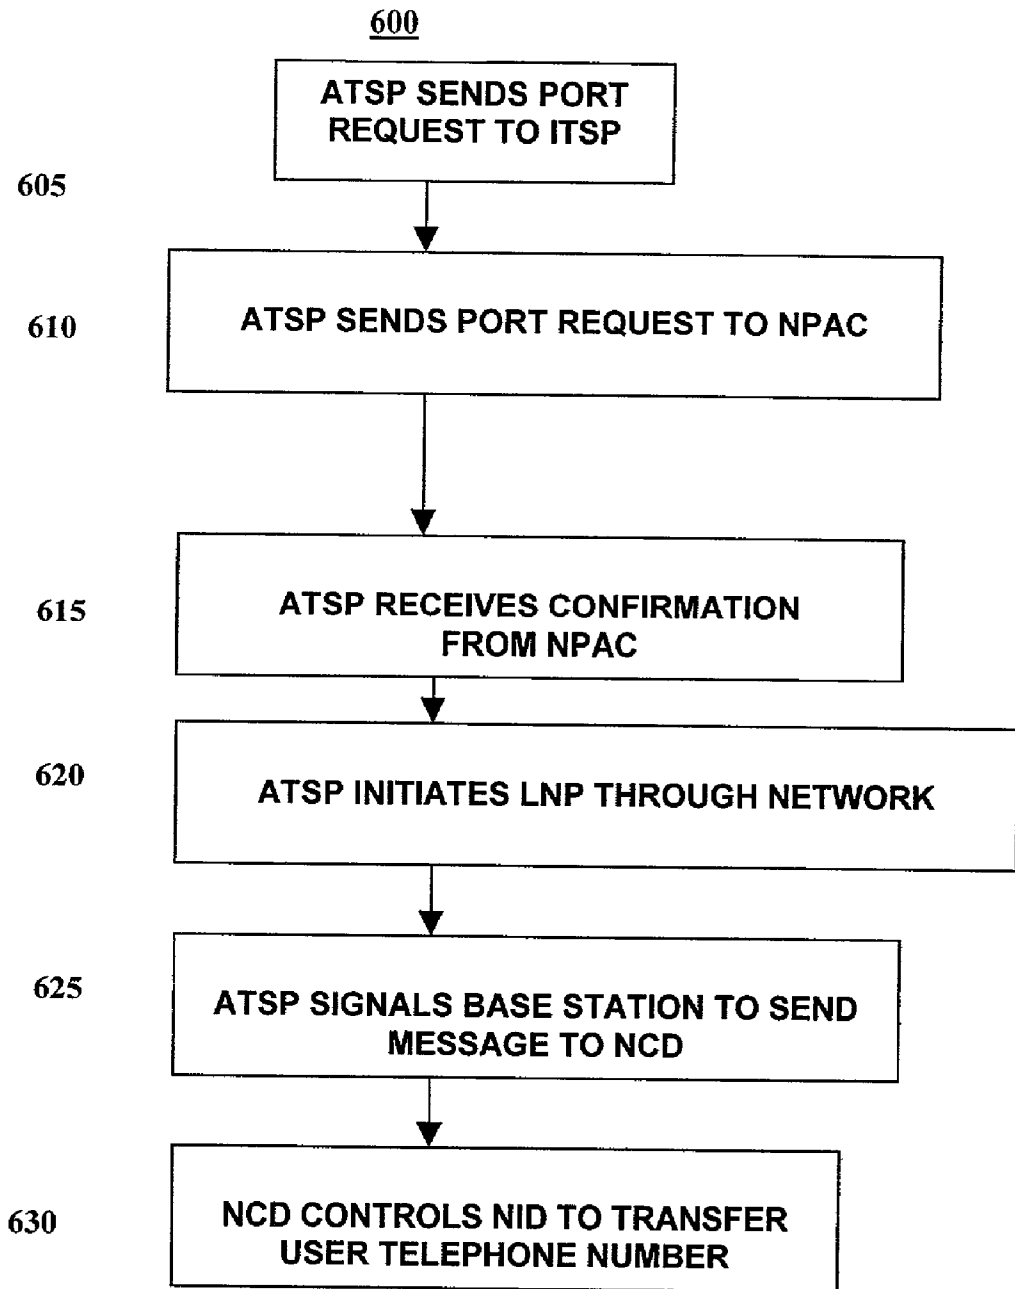 600
ATSP SENDS PORT
REQUEST TO ITSP
605
610
ATSP SENDS PORT REQUEST TO NPAC
615
ATSP RECEIVES CONFIRMATION
FROM NPAC
620
ATSP INITIATES LNP THROUGH NETWORK
625
ATSP SIGNALS BASE STATION TO SEND
MESSAGE TO NCD
630
NCD CONTROLS NID TO TRANSFER
USER TELEPHONE NUMBER